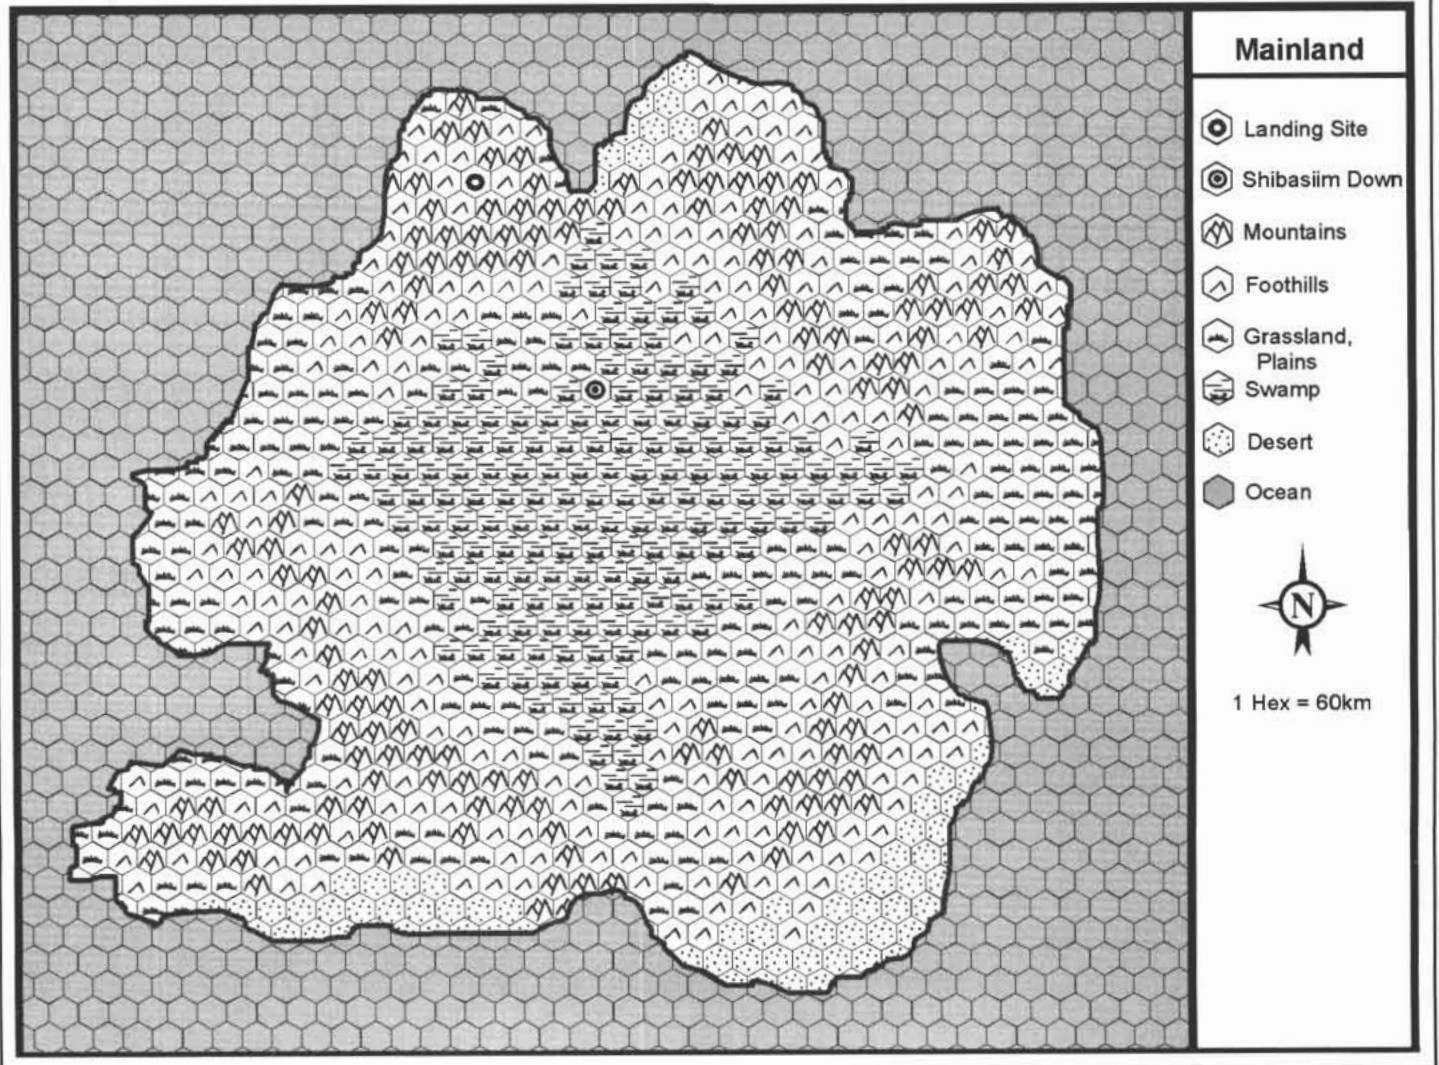 Mainland
Landing Site
Shibasiim Down
Mountains
Foothills
Grassland,
Plains
Swamp
Desert
Ocean
N
1 Hex = 60km